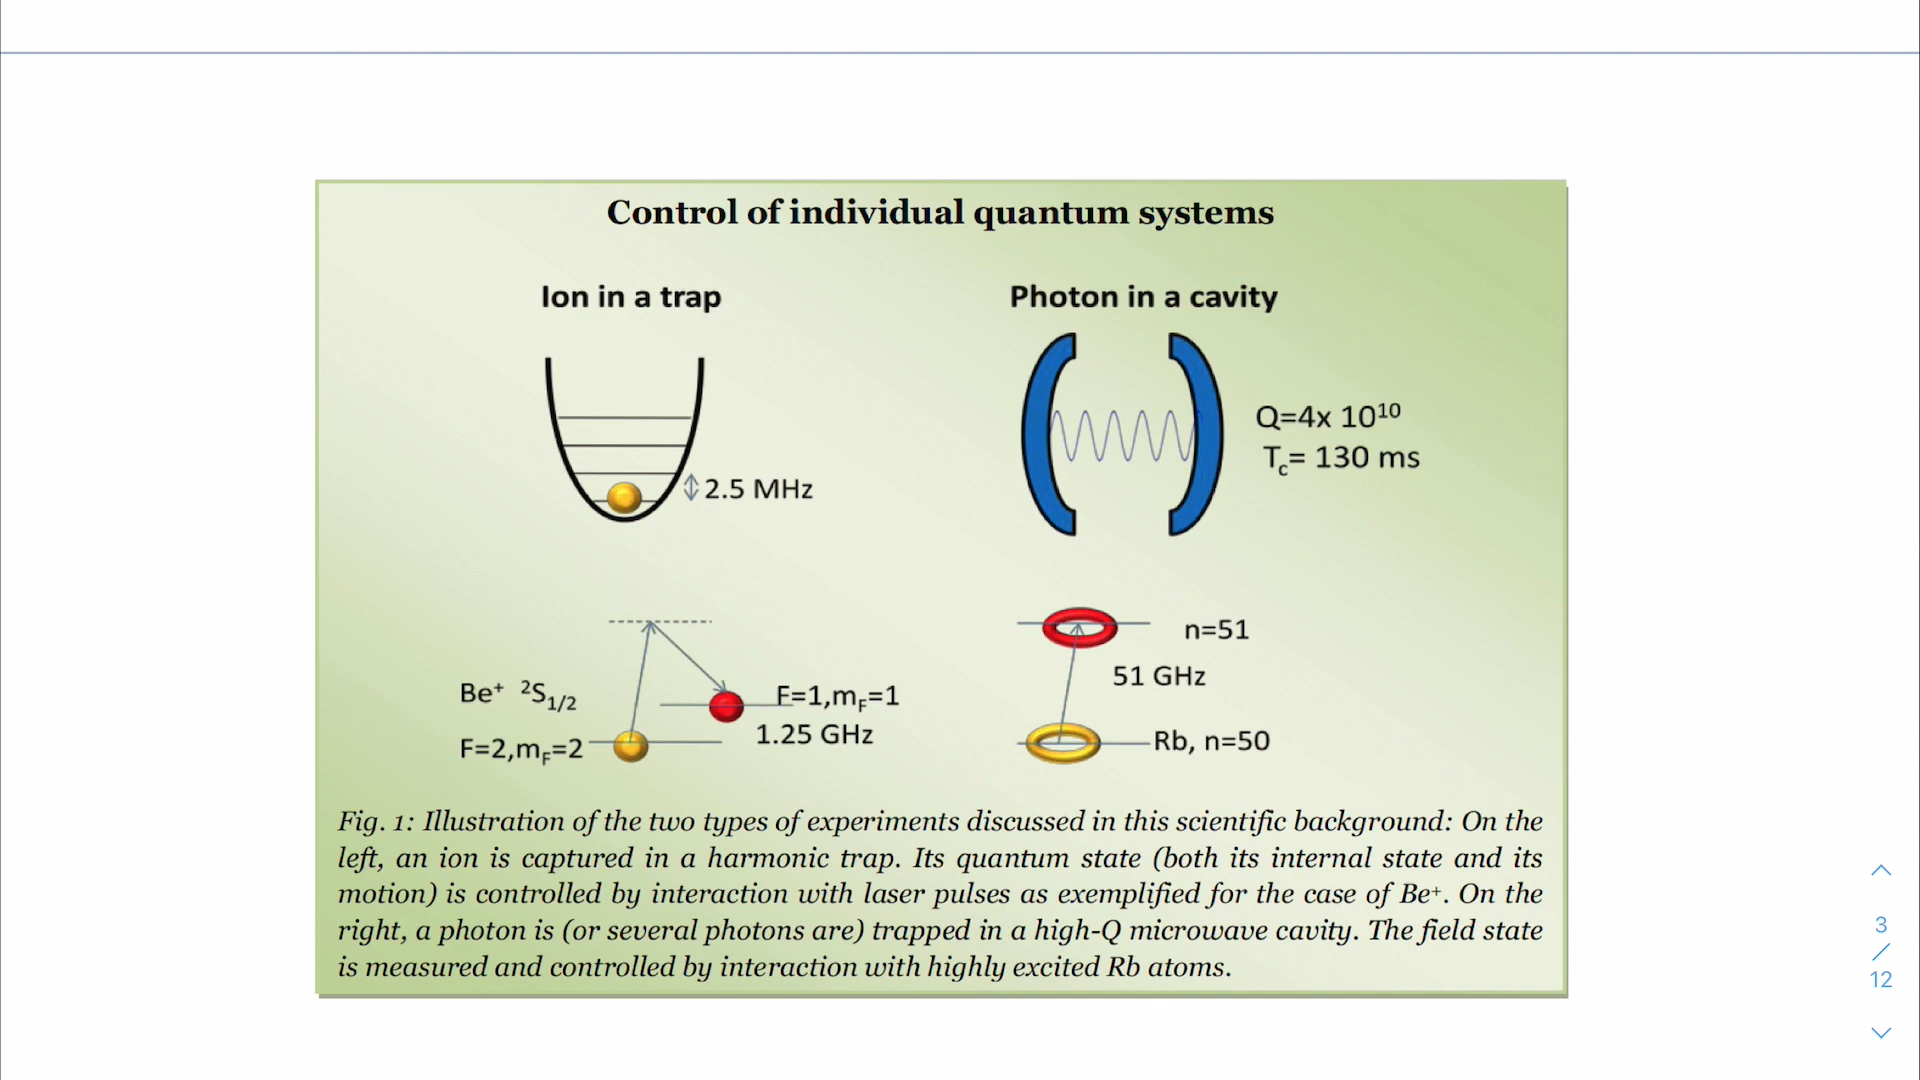 Control of individual quantum systems
Ion in a trap
Photon in a cavity
2.5 MHz
Q=4x 10¹⁰
T꜀= 130 ms
Be⁺ ²S₁/₂
F=2,m_F=2
F=1,m_F=1
1.25 GHz
n=51
51 GHz
Rb, n=50
Fig. 1: Illustration of the two types of experiments discussed in this scientific background: On the
left, an ion is captured in a harmonic trap. Its quantum state (both its internal state and its
motion) is controlled by interaction with laser pulses as exemplified for the case of Be⁺. On the
right, a photon is (or several photons are) trapped in a high-Q microwave cavity. The field state
is measured and controlled by interaction with highly excited Rb atoms.
3
/
12